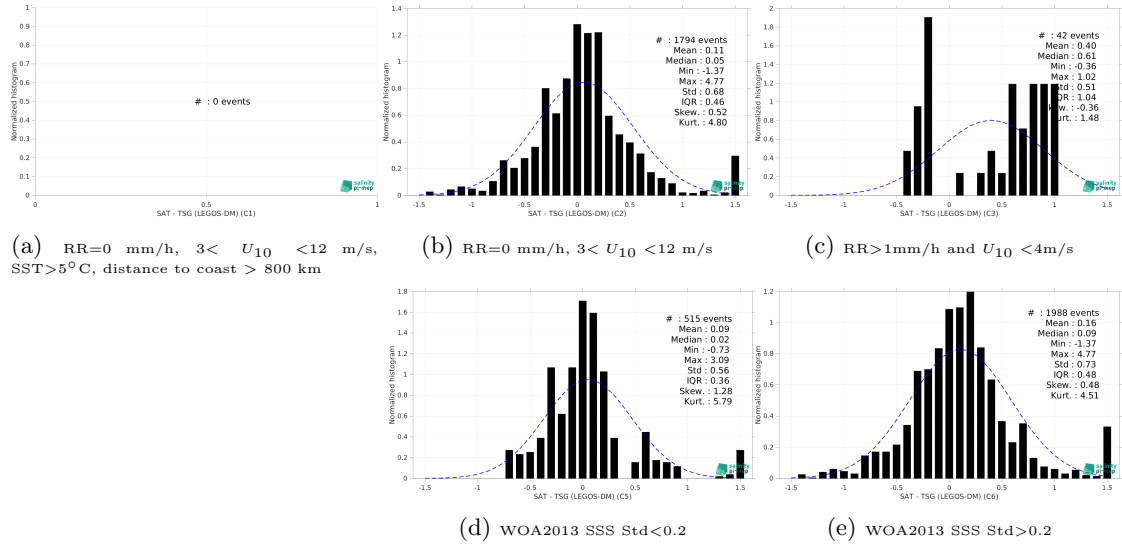 Normalized histogram
1
0.9
0.8
0.7
0.6
0.5
0.4
0.3
0.2
0.1
0
# : 0 events
0
0.5
1
SAT - TSG (LEGOS-DM) (C1)
salinity
pi-mep
(a) RR=0 mm/h, 3< U10 <12 m/s,
SST>5°C, distance to coast > 800 km
Normalized histogram
1.4
1.2
1
0.8
0.6
0.4
0.2
0
# : 1794 events
Mean : 0.11
Median : 0.05
Min : -1.37
Max : 4.77
Std : 0.68
IQR : 0.46
Skew. : 0.52
Kurt. : 4.80
-1.5
-1
-0.5
0
0.5
1
1.5
SAT - TSG (LEGOS-DM) (C2)
salinity
pi-mep
(b) RR=0 mm/h, 3< U10 <12 m/s
Normalized histogram
2
1.8
1.6
1.4
1.2
1
0.8
0.6
0.4
0.2
0
# : 42 events
Mean : 0.40
Median : 0.61
Min : -0.36
Max : 1.02
Std : 0.51
IQR : 1.04
Skew. : -0.36
Kurt. : 1.48
-1.5
-1
-0.5
0
0.5
1
1.5
SAT - TSG (LEGOS-DM) (C3)
salinity
pi-mep
(c) RR>1mm/h and U10 <4m/s
Normalized histogram
1.8
1.6
1.4
1.2
1
0.8
0.6
0.4
0.2
0
# : 515 events
Mean : 0.09
Median : 0.02
Min : -0.73
Max : 3.09
Std : 0.56
IQR : 0.36
Skew. : 1.28
Kurt. : 5.79
-1.5
-1
-0.5
0
0.5
1
1.5
SAT - TSG (LEGOS-DM) (C5)
salinity
pi-mep
(d) WOA2013 SSS Std<0.2
Normalized histogram
1.2
1
0.8
0.6
0.4
0.2
0
# : 1988 events
Mean : 0.16
Median : 0.09
Min : -1.37
Max : 4.77
Std : 0.73
IQR : 0.48
Skew. : 0.48
Kurt. : 4.51
-1.5
-1
-0.5
0
0.5
1
1.5
SAT - TSG (LEGOS-DM) (C6)
salinity
pi-mep
(e) WOA2013 SSS Std>0.2